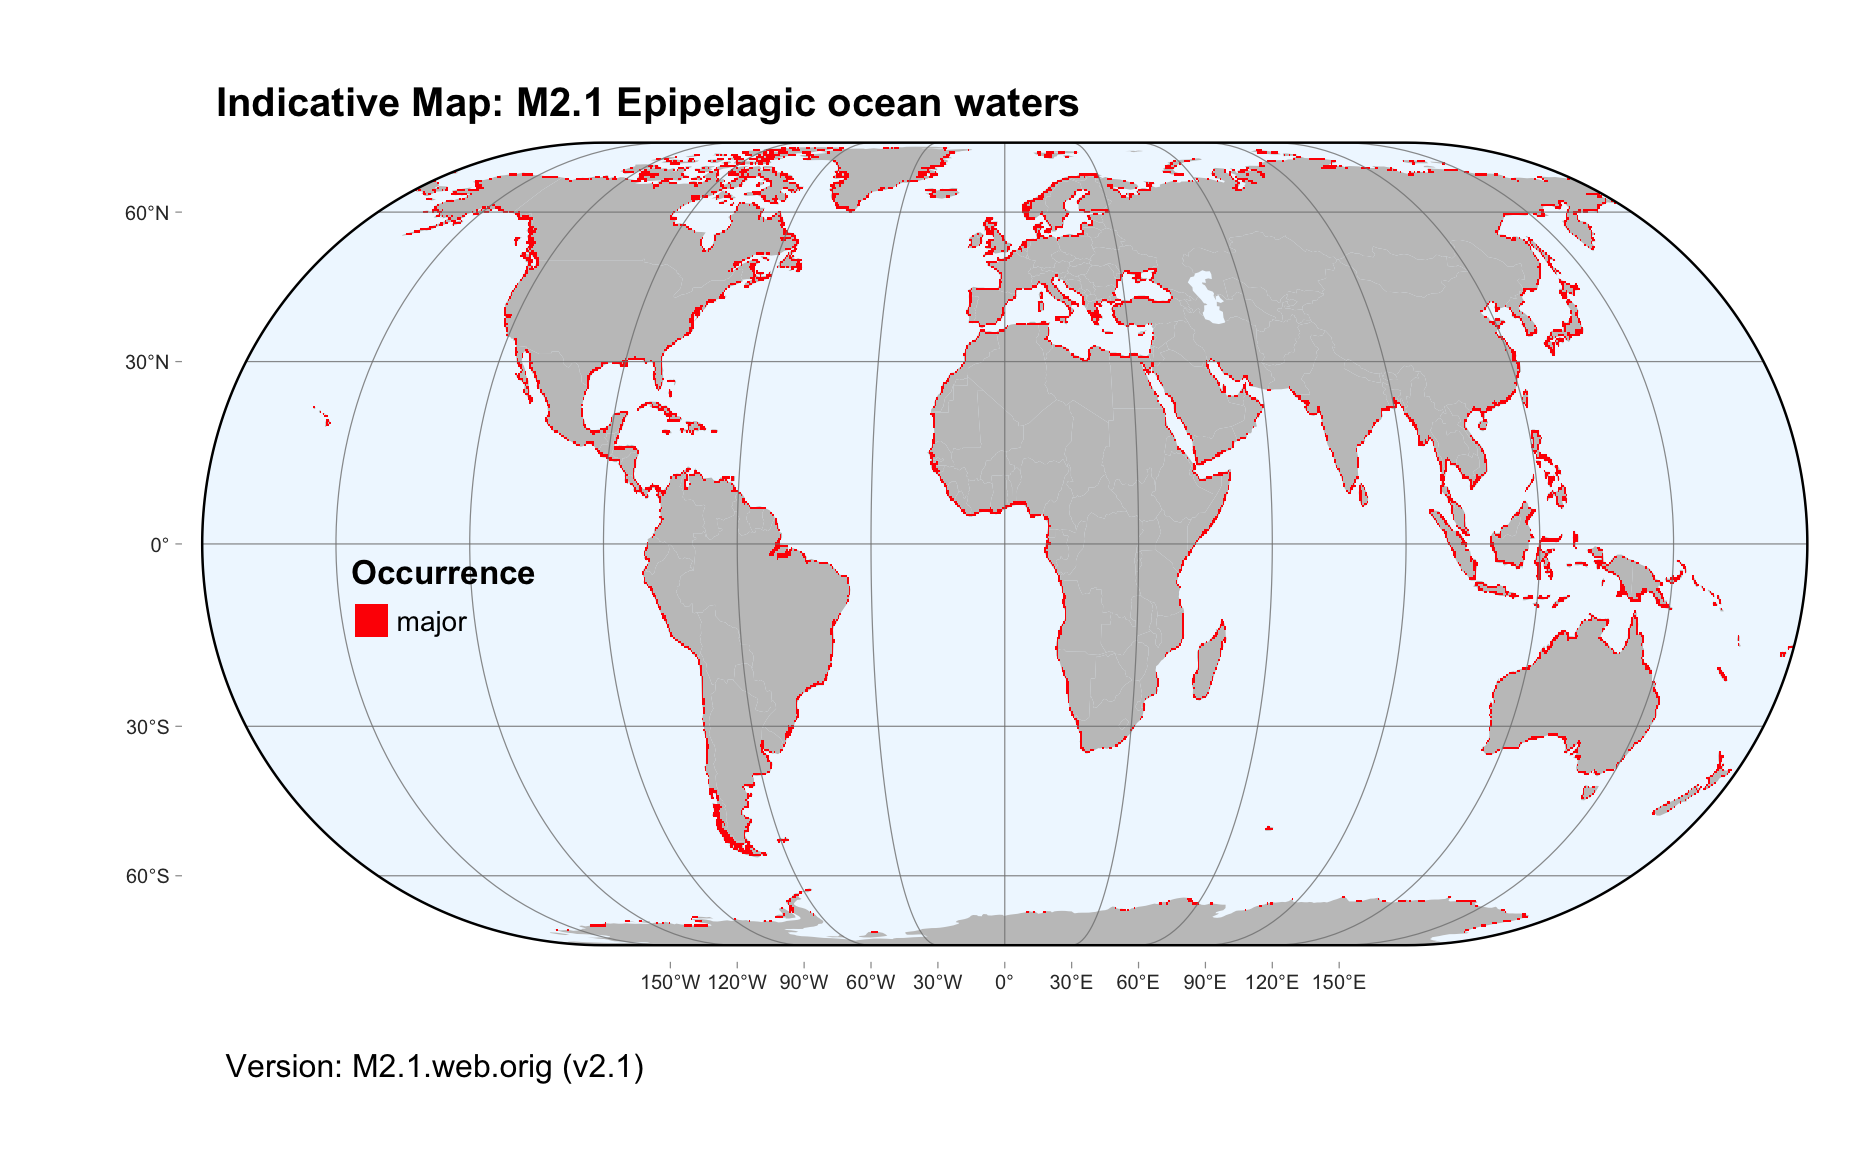 Indicative Map: M2.1 Epipelagic ocean waters
60°N
30°N
0°
30°S
60°S
Occurrence
major
150°W 120°W 90°W 60°W 30°W 0° 30°E 60°E 90°E 120°E 150°E
Version: M2.1.web.orig (v2.1)